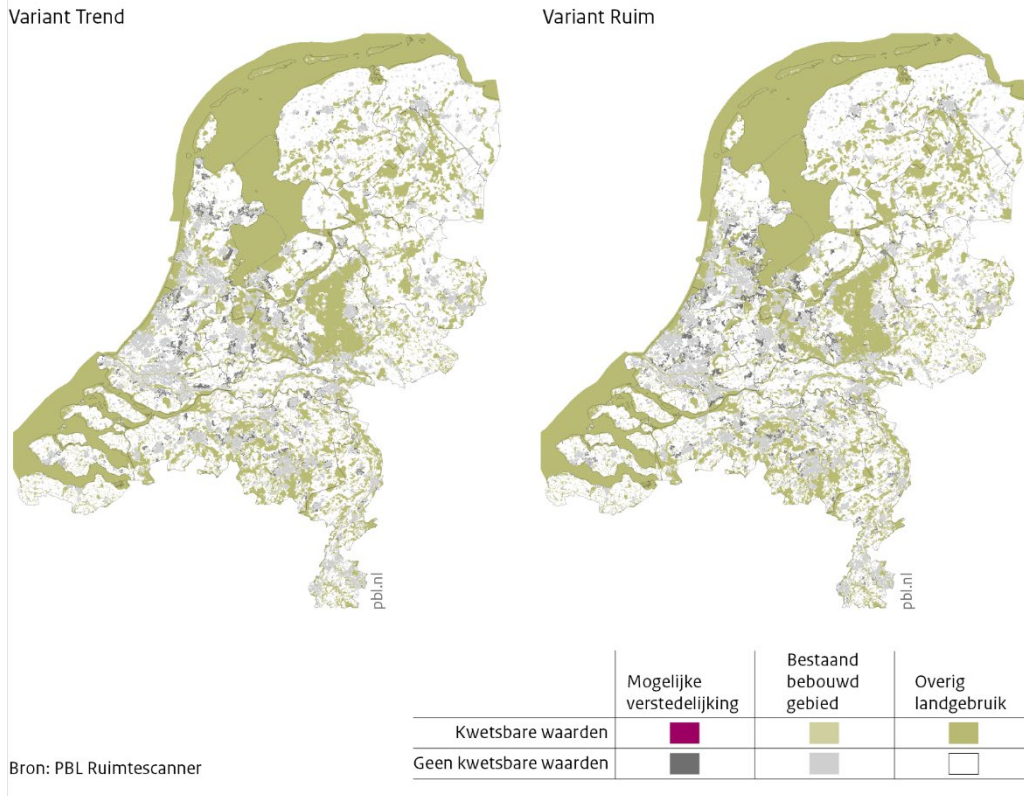 Variant Trend
Variant Ruim
pbl.nl
pbl.nl
Mogelijke
verstedelijking
Bestaand
bebouwd
gebied
Overig
landgebruik
Kwetsbare waarden
Geen kwetsbare waarden
Bron: PBL Ruimtescanner